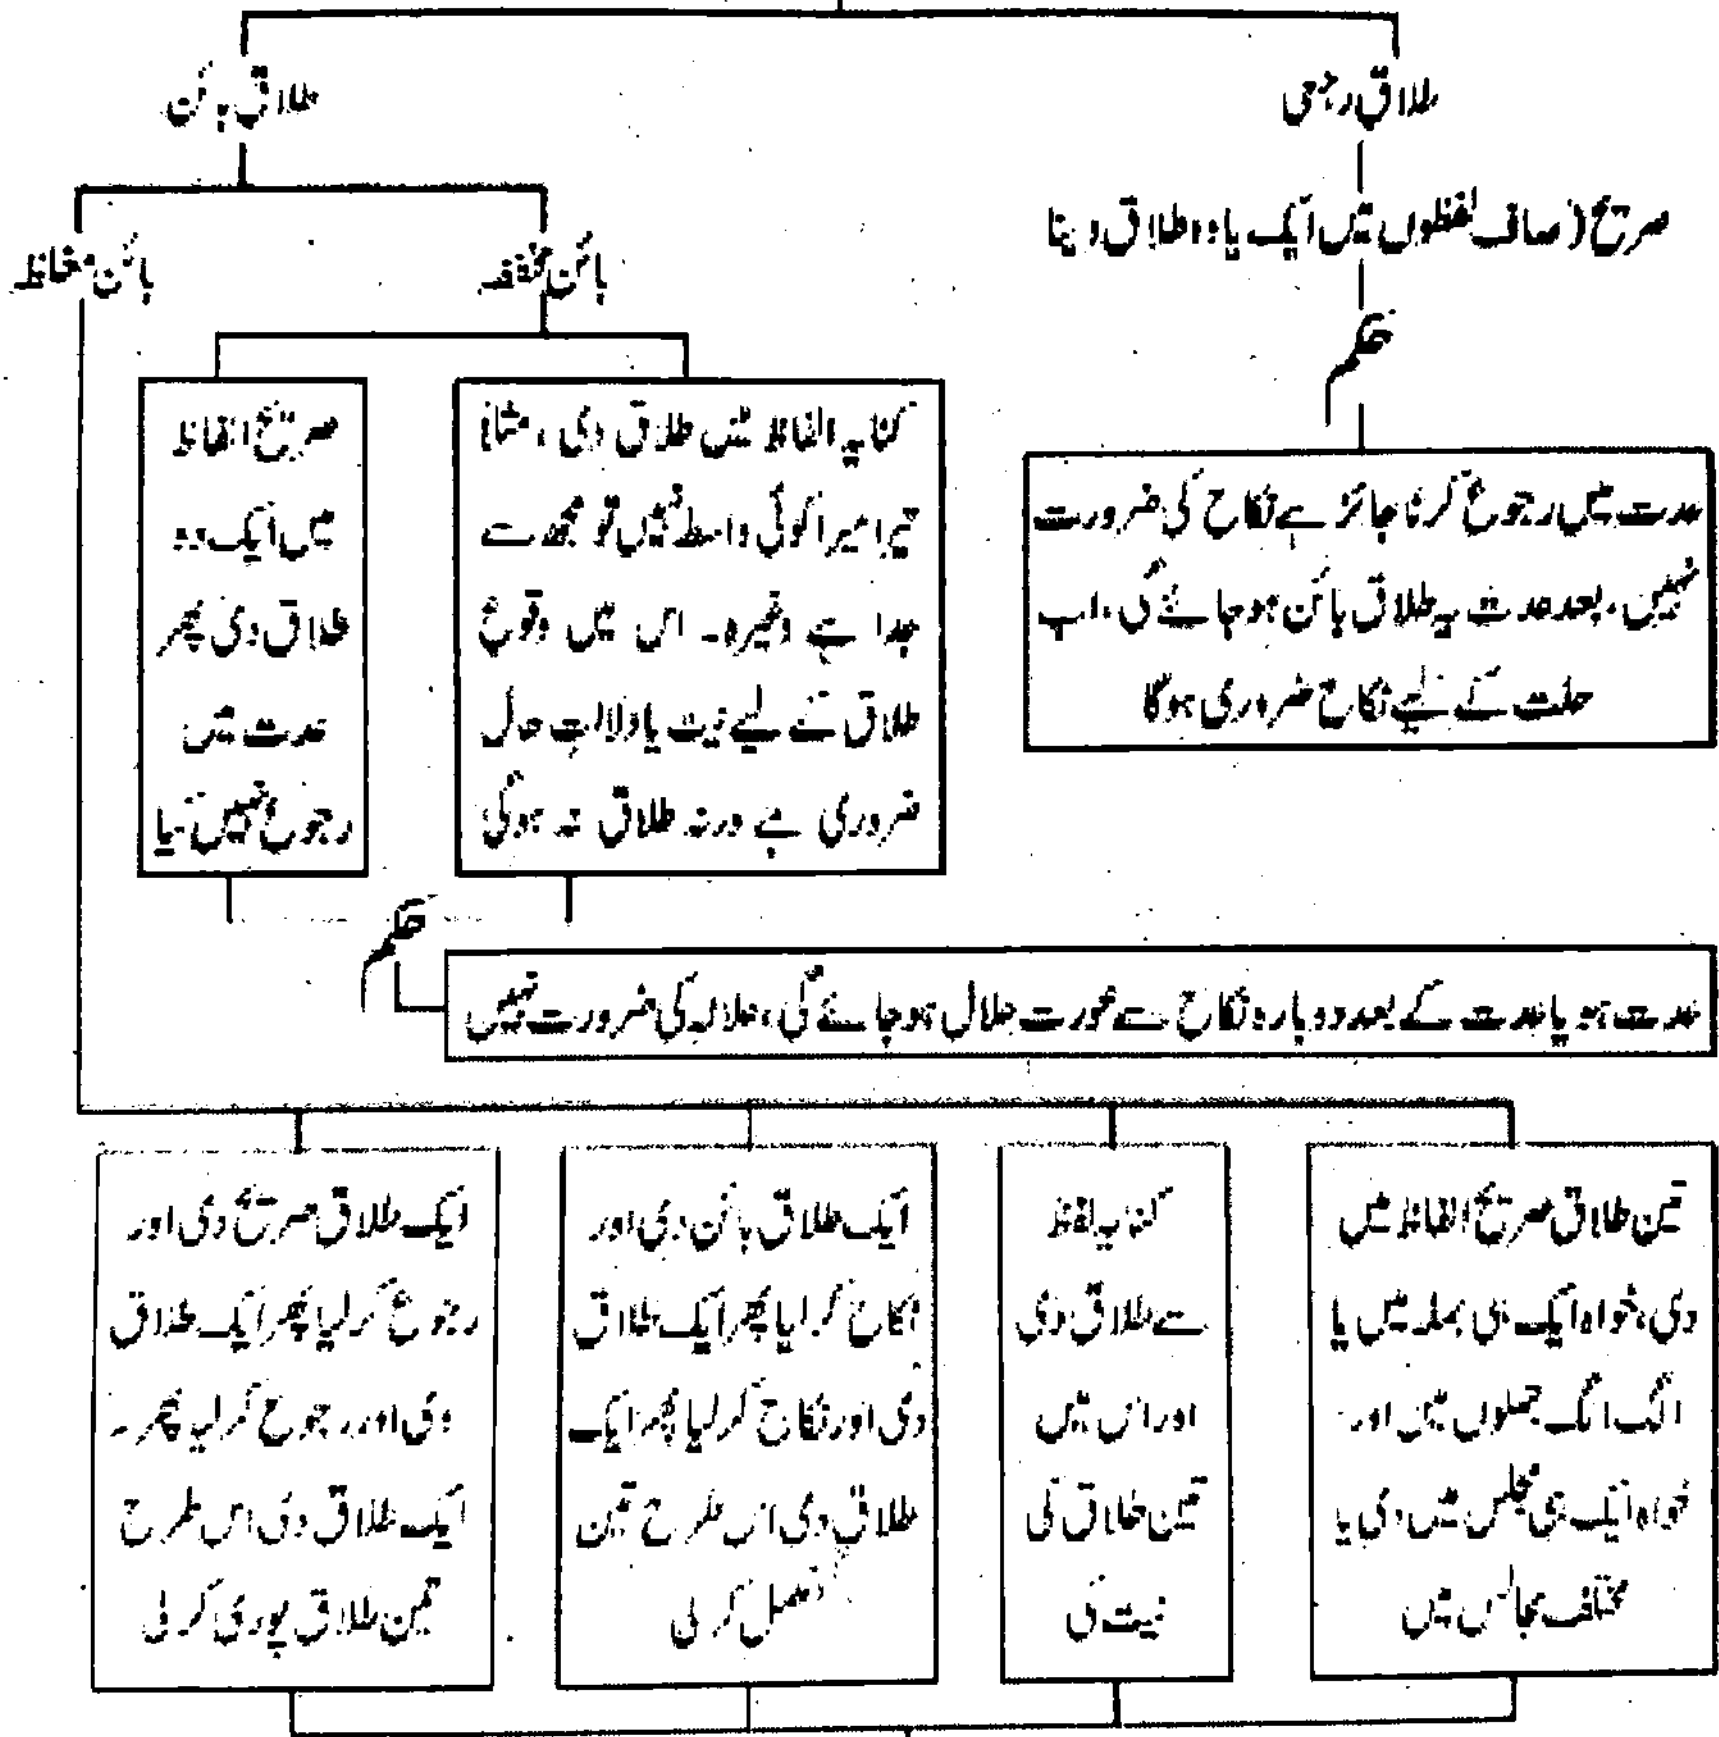 طلاق رجعی
طلاق بائن
صریح (صاف لفظوں میں ایک یا دو طلاق دینا
بائن مخففہ
بائن مغلظہ
حکم
عدت میں رجوع کرنا جائز ہے نکاح کی ضرورت
نہیں، بعد عدت یہ طلاق بائن ہو جائے گی، اب
حلت کے لیے نکاح ضروری ہوگا
کنایہ الفاظ میں طلاق دی، مثلاً
تیرا میرا کوئی واسطہ نہیں تو مجھ سے
جدا ہے وغیرہ۔ اس میں وقوع
طلاق کے لیے نیت یا دلالت حال
ضروری ہے ورنہ طلاق نہ ہوگی
صریح الفاظ
میں ایک دو
طلاق دی پھر
عدت میں
رجوع نہیں کیا
حکم
عدت ہو یا عدت کے بعد دوبارہ نکاح سے عورت حلال ہو جائے گی، حلالہ کی ضرورت نہیں
تین طلاق صریح الفاظ میں
دی، خواہ ایک ہی جملہ میں یا
الگ الگ جملوں میں اور
خواہ ایک ہی مجلس میں دی یا
مختلف مجالس میں
کنایہ لفظ
سے طلاق دی
اور اس میں
تین طلاق کی
نیت کی
ایک طلاق بائن دی اور
نکاح کر لیا پھر ایک طلاق
دی اور نکاح کر لیا پھر ایک
طلاق دی اس طرح تین
مکمل کر لی
ایک طلاق صریح دی اور
رجوع کر لیا پھر ایک طلاق
دی اور رجوع کر لیا پھر
ایک طلاق دی اس طرح
تین طلاق پوری کر لی